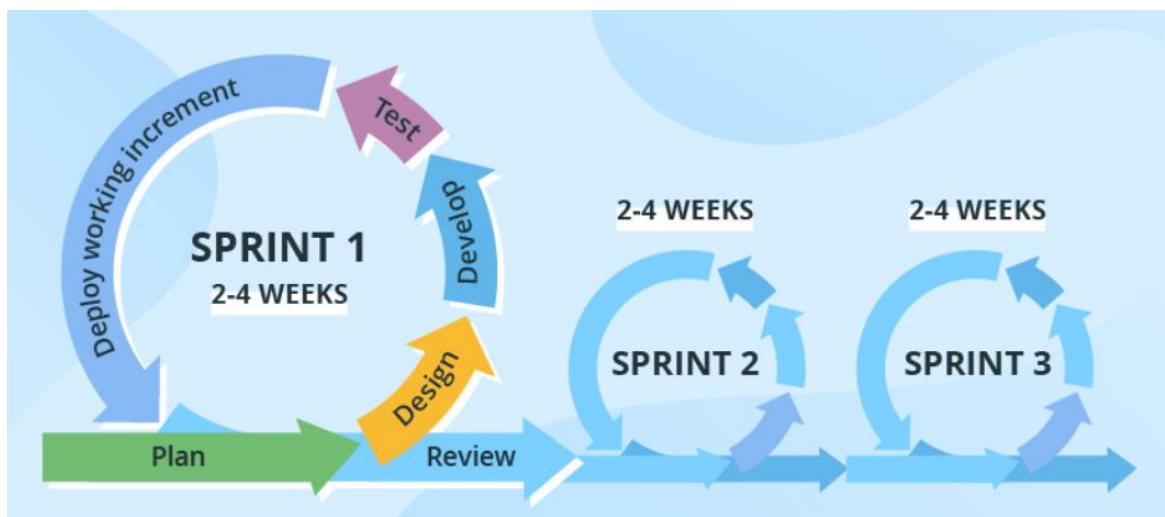 Deploy working increment
Test
Develop
Design
SPRINT 1
2-4 WEEKS
Plan
Review
2-4 WEEKS
SPRINT 2
2-4 WEEKS
SPRINT 3